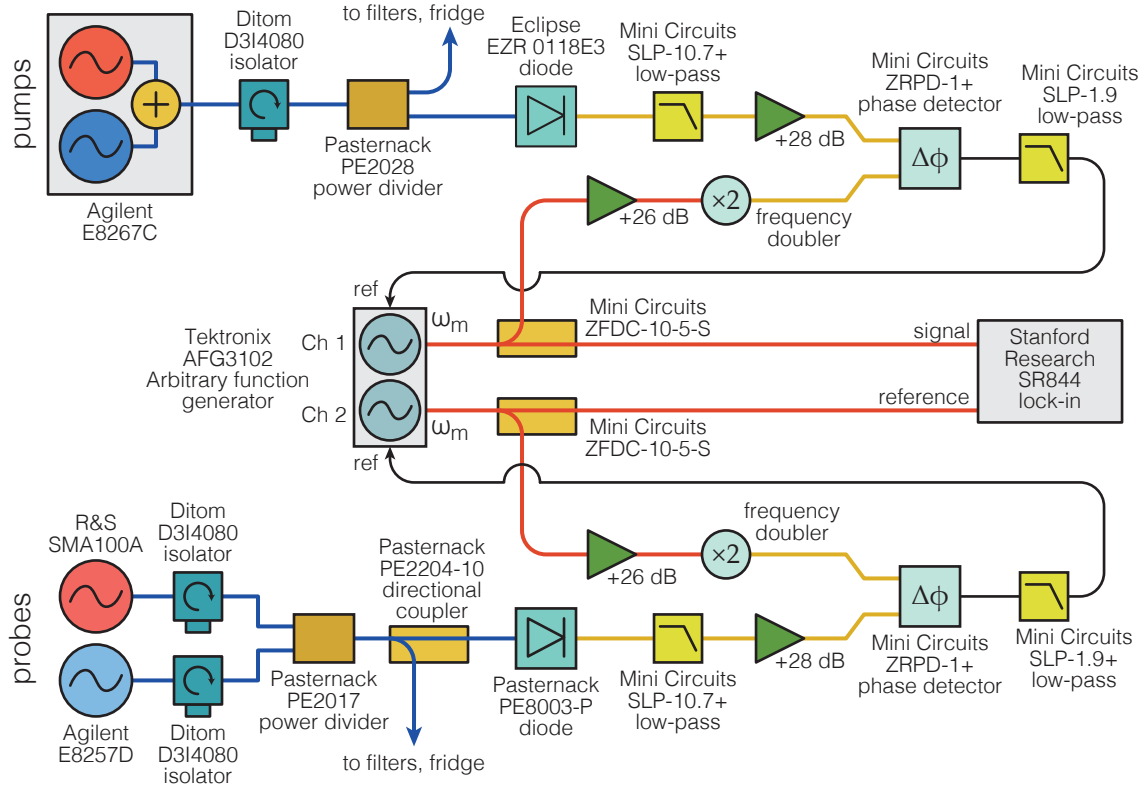 pumps
Agilent
E8267C
Ditom
D3I4080
isolator
to filters, fridge
Pasternack
PE2028
power divider
Eclipse
EZR 0118E3
diode
Mini Circuits
SLP-10.7+
low-pass
+28 dB
Mini Circuits
ZRPD-1+
phase detector
Δϕ
Mini Circuits
SLP-1.9
low-pass
+26 dB
×2
frequency
doubler
ref
Tektronix
AFG3102
Arbitrary function
generator
Ch 1
ωm
Ch 2
ωm
ref
Mini Circuits
ZFDC-10-5-S
Mini Circuits
ZFDC-10-5-S
signal
reference
Stanford
Research
SR844
lock-in
probes
R&S
SMA100A
Ditom
D3I4080
isolator
Agilent
E8257D
Ditom
D3I4080
isolator
Pasternack
PE2017
power divider
Pasternack
PE2204-10
directional
coupler
to filters, fridge
Pasternack
PE8003-P
diode
Mini Circuits
SLP-10.7+
low-pass
+26 dB
×2
frequency
doubler
+28 dB
Δϕ
Mini Circuits
ZRPD-1+
phase detector
Mini Circuits
SLP-1.9+
low-pass